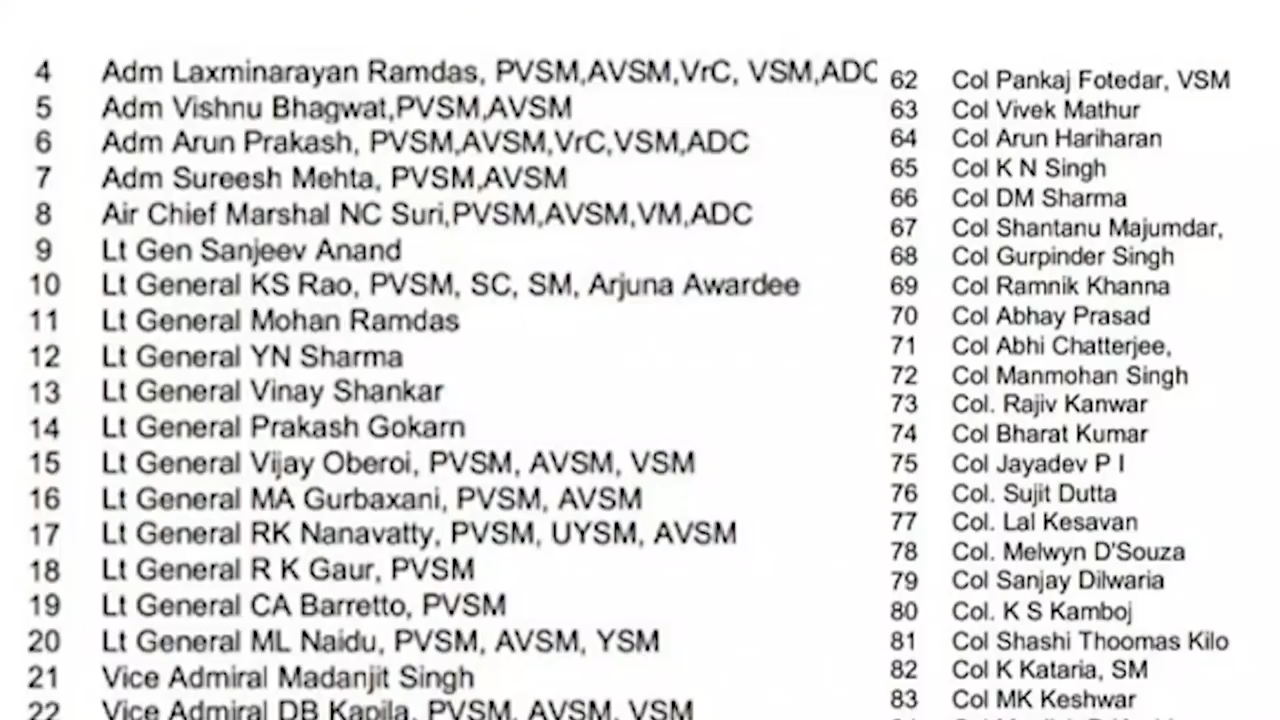 4 Adm Laxminarayan Ramdas, PVSM,AVSM,VrC, VSM,ADC
5 Adm Vishnu Bhagwat,PVSM,AVSM
6 Adm Arun Prakash, PVSM,AVSM,VrC,VSM,ADC
7 Adm Sureesh Mehta, PVSM,AVSM
8 Air Chief Marshal NC Suri,PVSM,AVSM,VM,ADC
9 Lt Gen Sanjeev Anand
10 Lt General KS Rao, PVSM, SC, SM, Arjuna Awardee
11 Lt General Mohan Ramdas
12 Lt General YN Sharma
13 Lt General Vinay Shankar
14 Lt General Prakash Gokarn
15 Lt General Vijay Oberoi, PVSM, AVSM, VSM
16 Lt General MA Gurbaxani, PVSM, AVSM
17 Lt General RK Nanavatty, PVSM, UYSM, AVSM
18 Lt General R K Gaur, PVSM
19 Lt General CA Barretto, PVSM
20 Lt General ML Naidu, PVSM, AVSM, YSM
21 Vice Admiral Madanjit Singh
22 Vice Admiral DB Kapila, PVSM, AVSM, VSM
62 Col Pankaj Fotedar, VSM
63 Col Vivek Mathur
64 Col Arun Hariharan
65 Col K N Singh
66 Col DM Sharma
67 Col Shantanu Majumdar,
68 Col Gurpinder Singh
69 Col Ramnik Khanna
70 Col Abhay Prasad
71 Col Abhi Chatterjee,
72 Col Manmohan Singh
73 Col. Rajiv Kanwar
74 Col Bharat Kumar
75 Col Jayadev P I
76 Col. Sujit Dutta
77 Col. Lal Kesavan
78 Col. Melwyn D'Souza
79 Col Sanjay Dilwaria
80 Col. K S Kamboj
81 Col Shashi Thoomas Kilo
82 Col K Kataria, SM
83 Col MK Keshwar